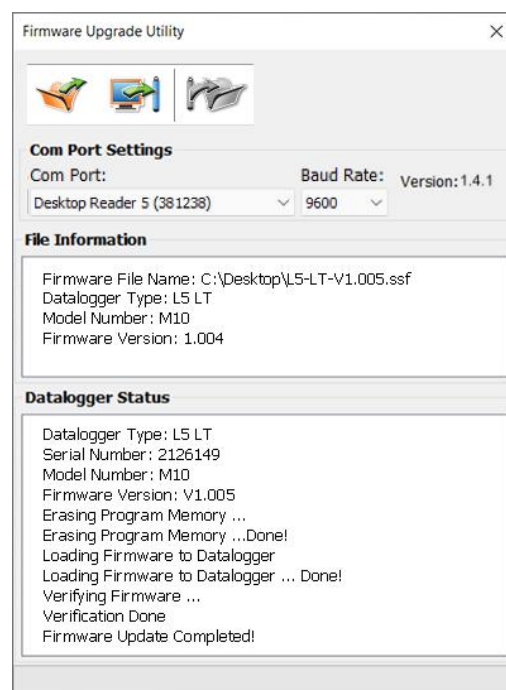 Firmware Upgrade Utility
Com Port Settings
Com Port: Baud Rate: Version: 1.4.1
Desktop Reader 5 (381238) 9600
File Information
Firmware File Name: C:\Desktop\L5-LT-V1.005.ssf
Datalogger Type: L5 LT
Model Number: M10
Firmware Version: 1.004
Datalogger Status
Datalogger Type: L5 LT
Serial Number: 2126149
Model Number: M10
Firmware Version: V1.005
Erasing Program Memory ...
Erasing Program Memory ...Done!
Loading Firmware to Datalogger
Loading Firmware to Datalogger ... Done!
Verifying Firmware ...
Verification Done
Firmware Update Completed!